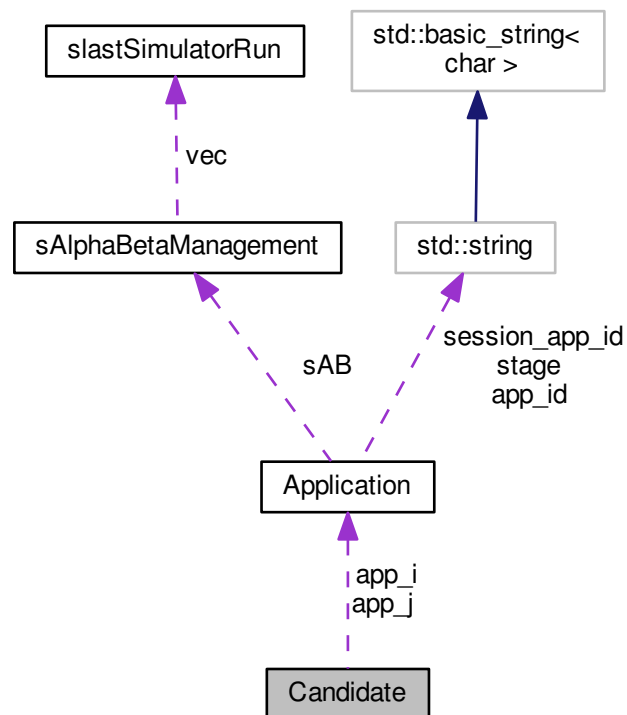 slastSimulatorRun
std::basic_string<
char >
vec
sAlphaBetaManagement
std::string
sAB
session_app_id
stage
app_id
Application
app_i
app_j
Candidate